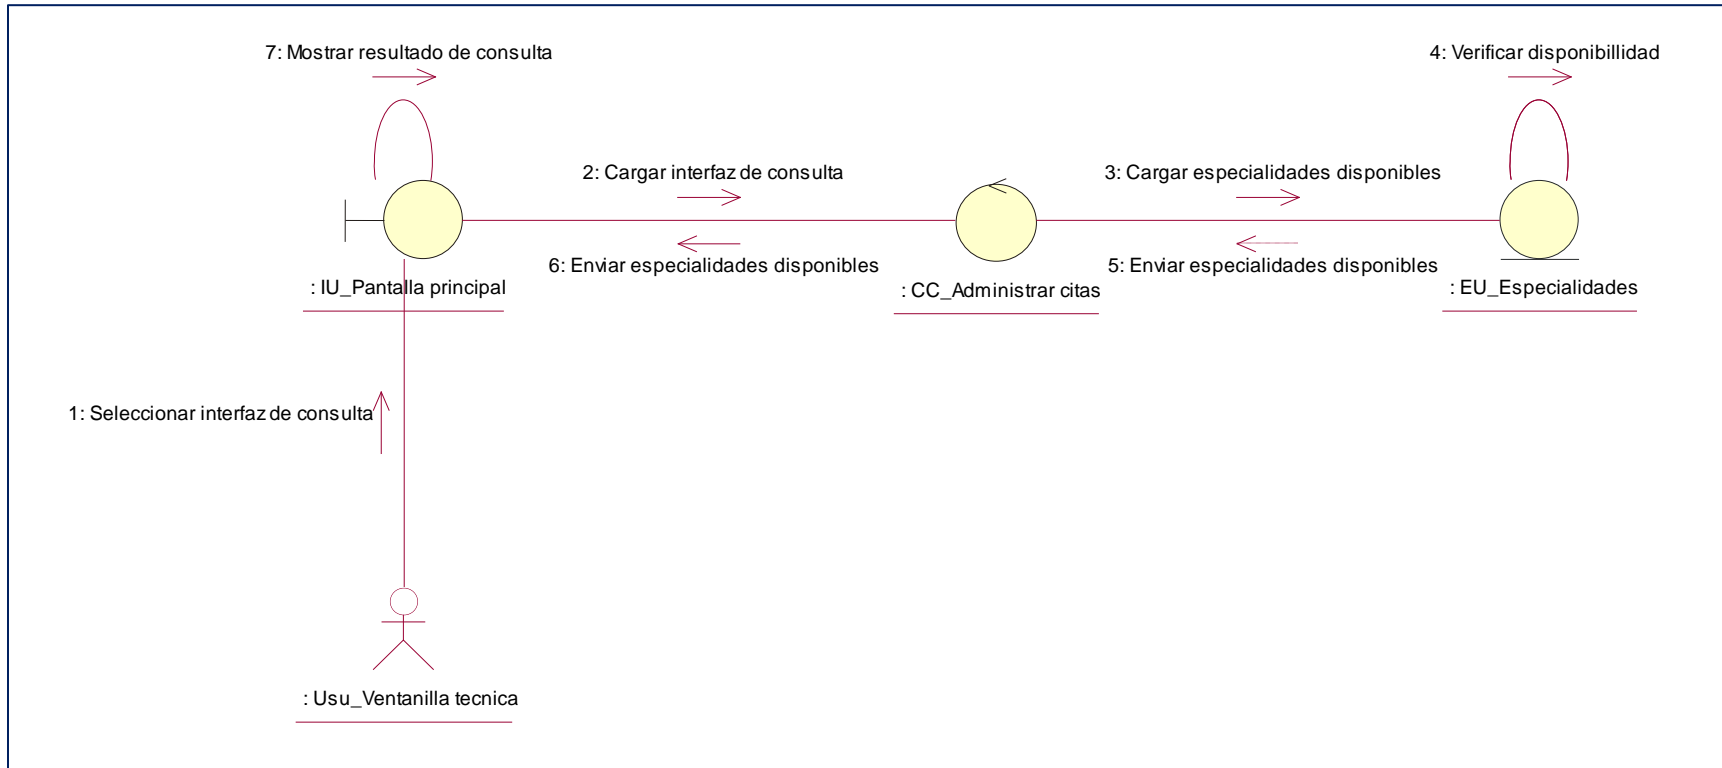 7: Mostrar resultado de consulta
4: Verificar disponibillidad
2: Cargar interfaz de consulta
3: Cargar especialidades disponibles
6: Enviar especialidades disponibles
5: Enviar especialidades disponibles
: IU_Pantalla principal
: CC_Administrar citas
: EU_Especialidades
1: Seleccionar interfaz de consulta
: Usu_Ventanilla tecnica